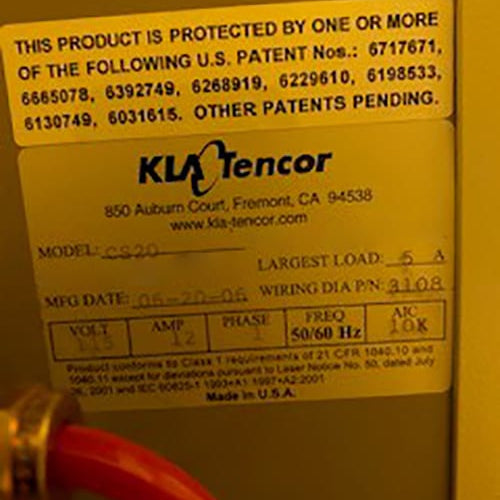 THIS PRODUCT IS PROTECTED BY ONE OR MORE
OF THE FOLLOWING U.S. PATENT Nos.: 6717671,
6665078, 6392749, 6268919, 6229610, 6198533,
6130749, 6031615. OTHER PATENTS PENDING.
KLA Tencor
850 Auburn Court, Fremont, CA 94538
www.kla-tencor.com
MODEL: CS20
LARGEST LOAD: 5 A
MFG DATE: 06-20-06 WIRING DIA P/N: 3108
VOLT AMP PHASE FREQ AIC
115 12 1 50/60 Hz 10K
Product conforms to Class 1 requirements of 21 CFR 1040.10 and
1040.11 except for deviations pursuant to Laser Notice No. 50, dated July
26, 2001 and IEC 60825-1 1993+A1 1997+A2:2001
Made in U.S.A.